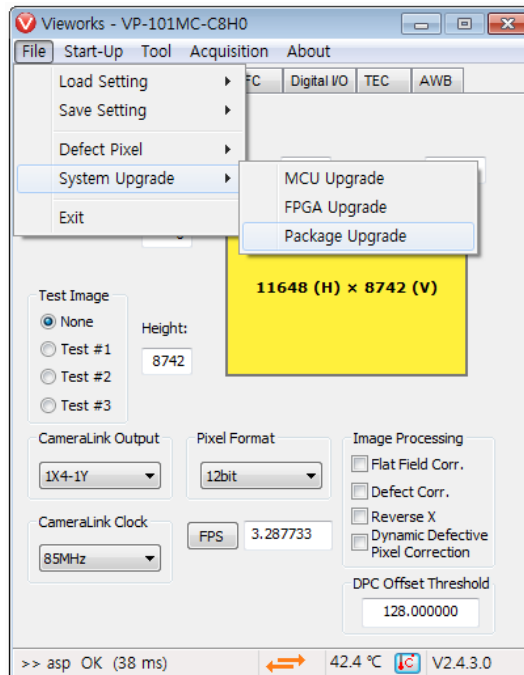 Vieworks - VP-101MC-C8H0
File Start-Up Tool Acquisition About
Load Setting
Save Setting
Defect Pixel
System Upgrade
Exit
FC Digital I/O TEC AWB
MCU Upgrade
FPGA Upgrade
Package Upgrade
11648 (H) × 8742 (V)
Test Image
None
Test #1
Test #2
Test #3
Height:
8742
CameraLink Output
1X4-1Y
Pixel Format
12bit
Image Processing
Flat Field Corr.
Defect Corr.
Reverse X
Dynamic Defective
Pixel Correction
CameraLink Clock
85MHz
FPS 3.287733
DPC Offset Threshold
128.000000
>> asp OK (38 ms) 42.4 ℃ C V2.4.3.0